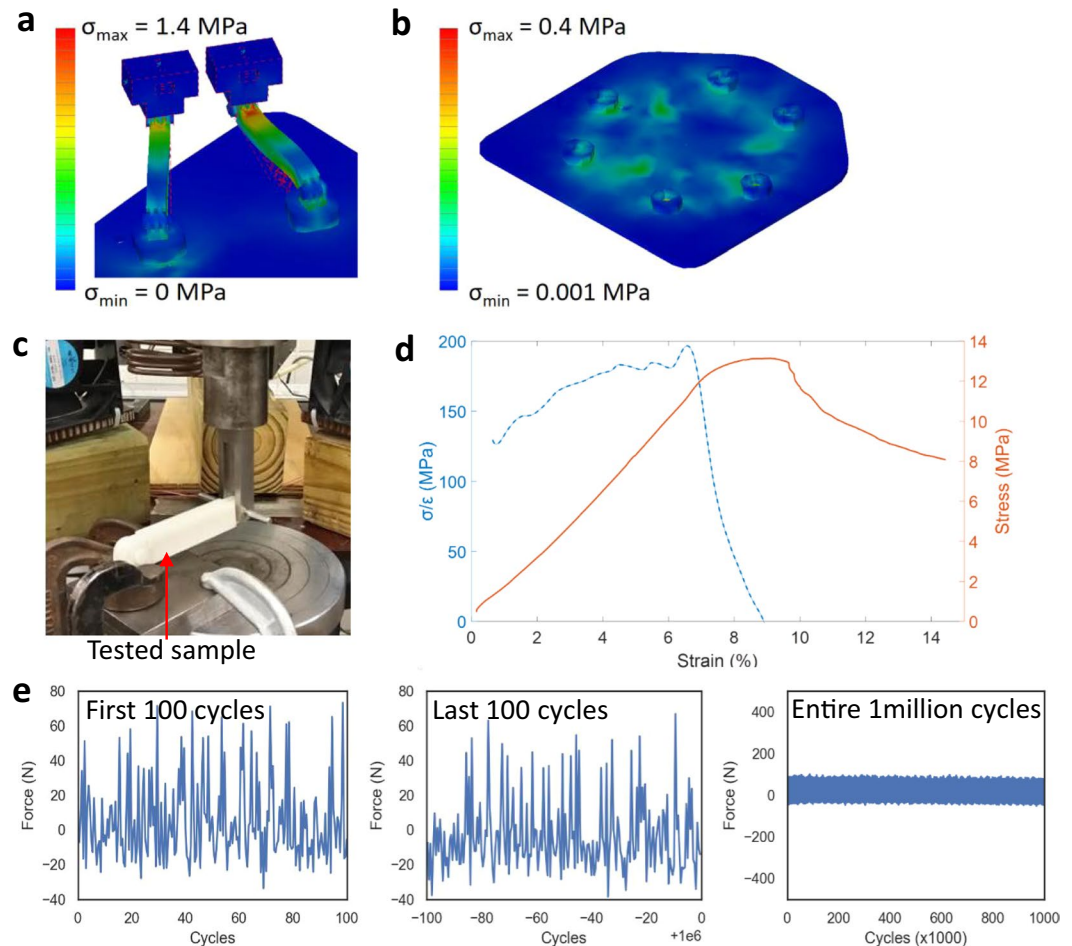 a
σmax = 1.4 MPa
σmin = 0 MPa
b
σmax = 0.4 MPa
σmin = 0.001 MPa
c
Tested sample
d
200
150
100
50
0
σ/ε (MPa)
0
2
4
6
8
10
12
14
Strain (%)
14
12
10
8
6
4
2
0
Stress (MPa)
e
First 100 cycles
80
60
40
20
0
−20
−40
Force (N)
0
20
40
60
80
100
Cycles
Last 100 cycles
80
60
40
20
0
−20
−40
Force (N)
−100
−80
−60
−40
−20
0
+1e6
Cycles
Entire 1million cycles
400
200
0
−200
−400
Force (N)
0
200
400
600
800
1000
Cycles (x1000)